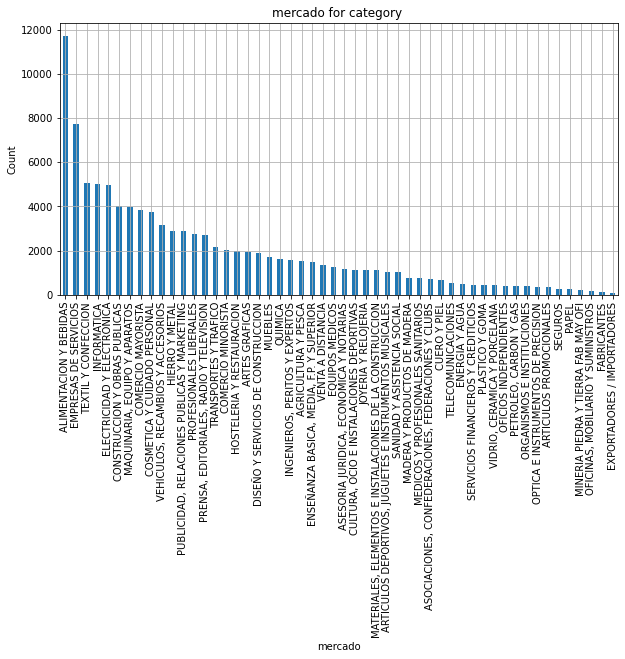 mercado for category
12000
10000
8000
6000
4000
2000
0
Count
ALIMENTACION Y BEBIDAS
EMPRESAS DE SERVICIOS
TEXTIL Y CONFECCION
INFORMATICA
ELECTRICIDAD Y ELECTRONICA
CONSTRUCCION Y OBRAS PUBLICAS
MAQUINARIA, EQUIPO Y APARATOS
COMERCIO MAYORISTA
COSMETICA Y CUIDADO PERSONAL
VEHICULOS, RECAMBIOS Y ACCESORIOS
HIERRO Y METAL
PUBLICIDAD, RELACIONES PUBLICAS Y MARKETING
PROFESIONALES LIBERALES
PRENSA, EDITORIALES, RADIO Y TELEVISION
TRANSPORTES Y TRAFICO
COMERCIO MINORISTA
HOSTELERIA Y RESTAURACION
ARTES GRAFICAS
DISEÑO Y SERVICIOS DE CONSTRUCCION
MUEBLES
QUIMICA
INGENIEROS, PERITOS Y EXPERTOS
AGRICULTURA Y PESCA
ENSEÑANZA BASICA, MEDIA, F.P. Y SUPERIOR
VENTA A DISTANCIA
EQUIPOS MEDICOS
ASESORIA JURIDICA, ECONOMICA Y NOTARIAS
CULTURA, OCIO E INSTALACIONES DEPORTIVAS
JOYERIA Y RELOJERIA
MATERIALES, ELEMENTOS E INSTALACIONES DE LA CONSTRUCCION
ARTICULOS DEPORTIVOS, JUGUETES E INSTRUMENTOS MUSICALES
SANIDAD Y ASISTENCIA SOCIAL
MADERA Y PRODUCTOS DE MADERA
MEDICOS Y PROFESIONALES SANITARIOS
ASOCIACIONES, CONFEDERACIONES, FEDERACIONES Y CLUBS
CUERO Y PIEL
TELECOMUNICACIONES
ENERGIA Y AGUA
SERVICIOS FINANCIEROS Y CREDITICIOS
PLASTICO Y GOMA
VIDRIO, CERAMICA Y PORCELANA
OFICIOS INDEPENDIENTES
PETROLEO, CARBON Y GAS
ORGANISMOS E INSTITUCIONES
OPTICA E INSTRUMENTOS DE PRECISION
ARTICULOS PROMOCIONALES
SEGUROS
PAPEL
MINERIA PIEDRA Y TIERRA FAB MAY OFI
OFICINAS, MOBILIARIO Y SUMINISTROS
FABRICANTES
EXPORTADORES / IMPORTADORES
mercado